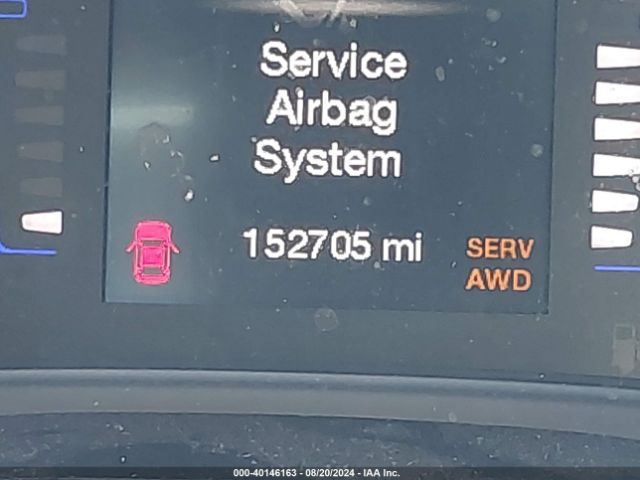 Service
Airbag
System
152705 mi
SERV
AWD
000-40146163 - 08/20/2024 - IAA Inc.